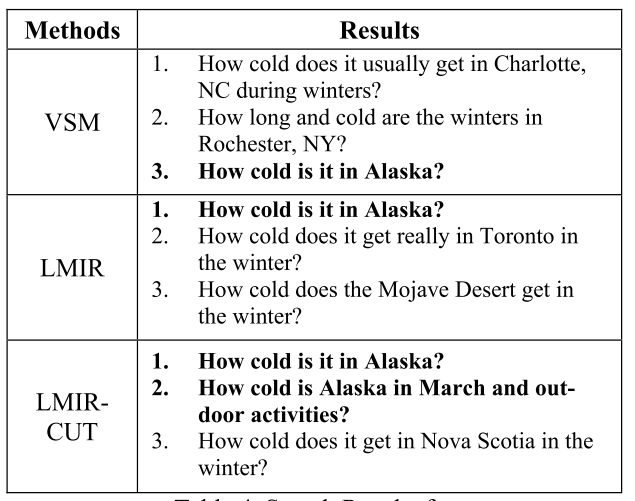 Methods Results
VSM
1. How cold does it usually get in Charlotte,
NC during winters?
2. How long and cold are the winters in
Rochester, NY?
3. How cold is it in Alaska?
LMIR
1. How cold is it in Alaska?
2. How cold does it get really in Toronto in
the winter?
3. How cold does the Mojave Desert get in
the winter?
LMIR-
CUT
1. How cold is it in Alaska?
2. How cold is Alaska in March and out-
door activities?
3. How cold does it get in Nova Scotia in the
winter?